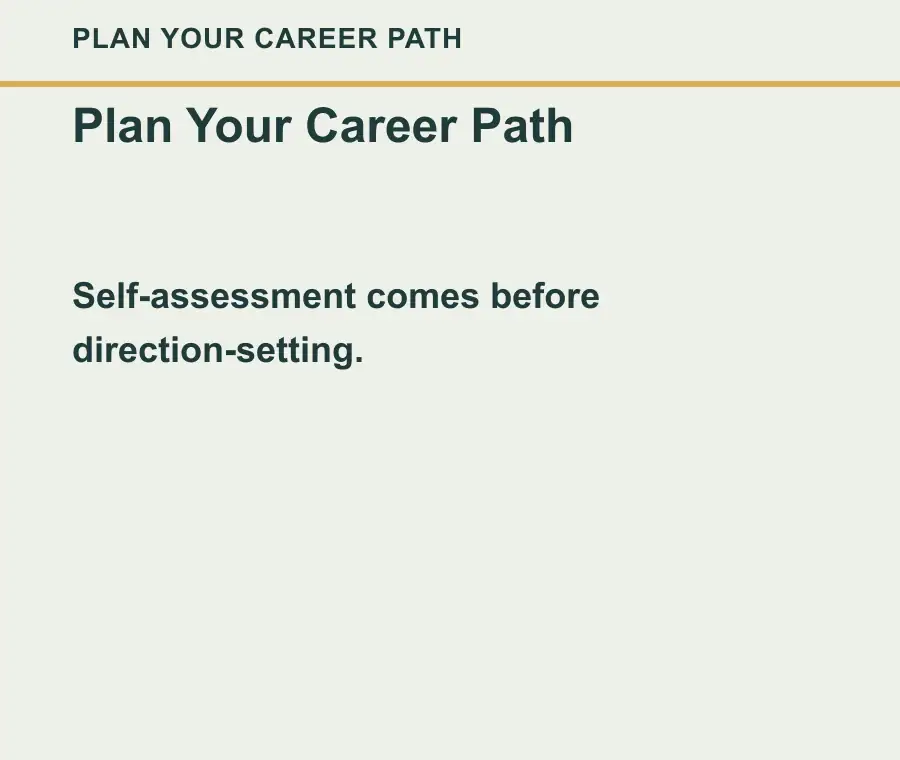 PLAN YOUR CAREER PATH
Plan Your Career Path
Self-assessment comes before
direction-setting.